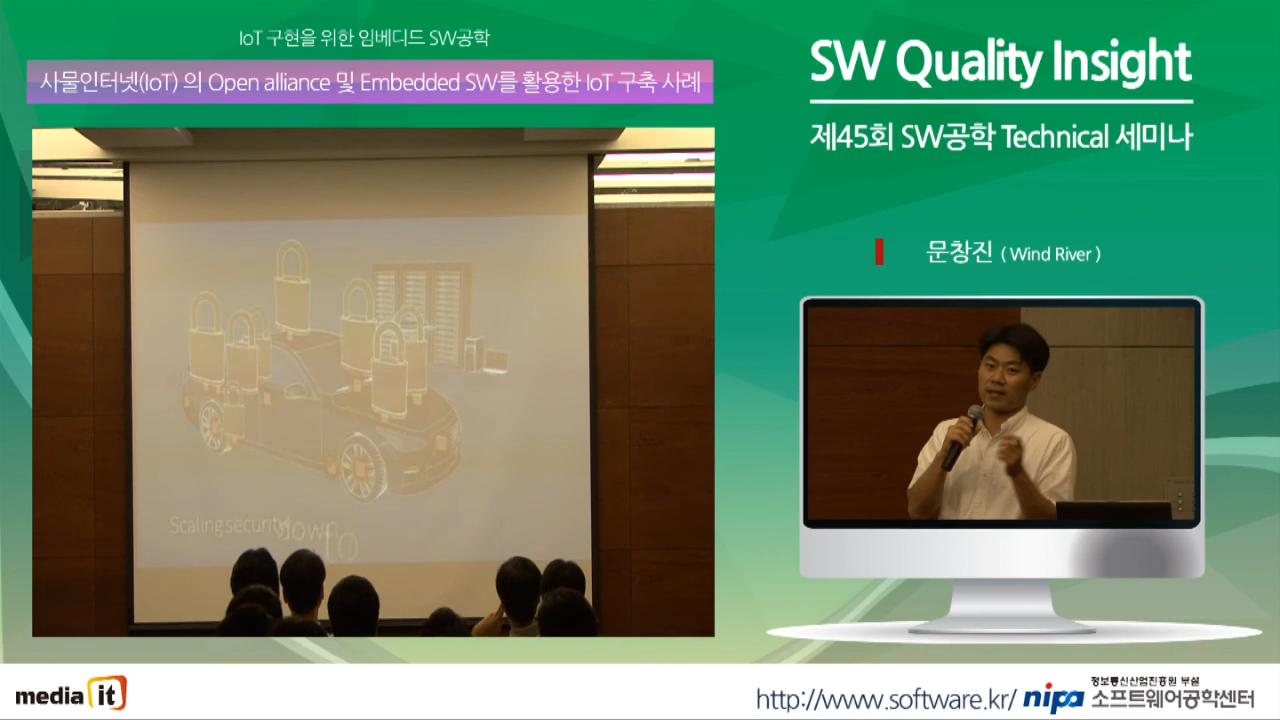 IoT 구현을 위한 임베디드 SW공학
사물인터넷(IoT) 의 Open alliance 및 Embedded SW를 활용한 IoT 구축 사례
SW Quality Insight
제45회 SW공학 Technical 세미나
문창진 ( Wind River )
Scaling security down to
media it
http://www.software.kr/
nipa
정보통신산업진흥원 부설
소프트웨어공학센터